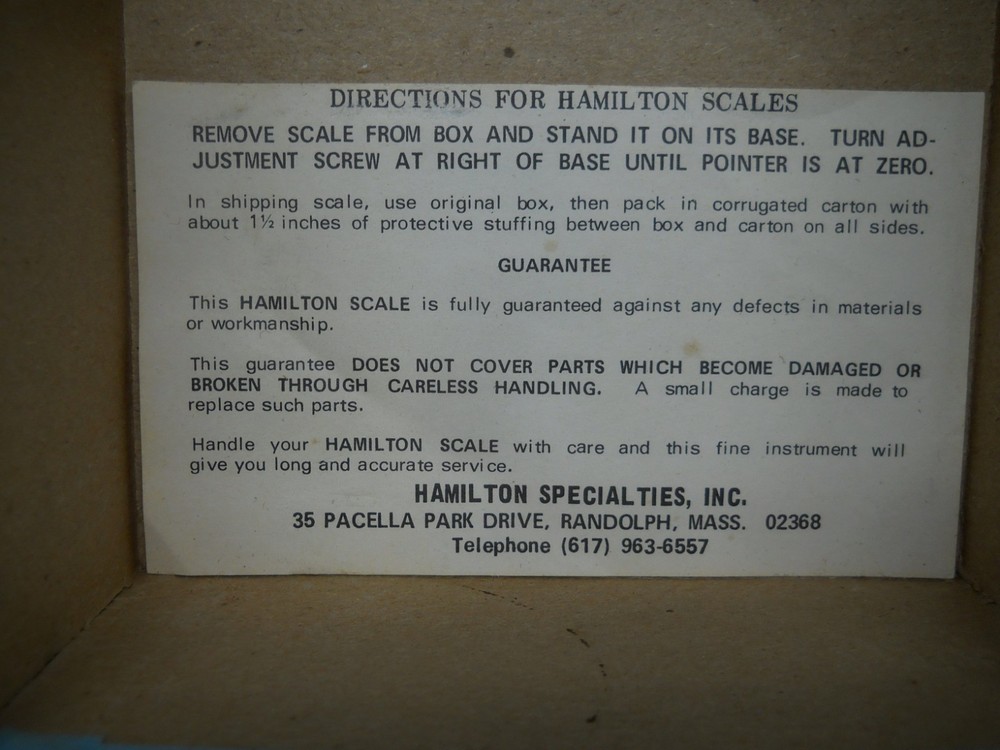 DIRECTIONS FOR HAMILTON SCALES
REMOVE SCALE FROM BOX AND STAND IT ON ITS BASE. TURN AD-
JUSTMENT SCREW AT RIGHT OF BASE UNTIL POINTER IS AT ZERO.
In shipping scale, use original box, then pack in corrugated carton with
about 1½ inches of protective stuffing between box and carton on all sides.
GUARANTEE
This HAMILTON SCALE is fully guaranteed against any defects in materials
or workmanship.
This guarantee DOES NOT COVER PARTS WHICH BECOME DAMAGED OR
BROKEN THROUGH CARELESS HANDLING. A small charge is made to
replace such parts.
Handle your HAMILTON SCALE with care and this fine instrument will
give you long and accurate service.
HAMILTON SPECIALTIES, INC.
35 PACELLA PARK DRIVE, RANDOLPH, MASS. 02368
Telephone (617) 963-6557